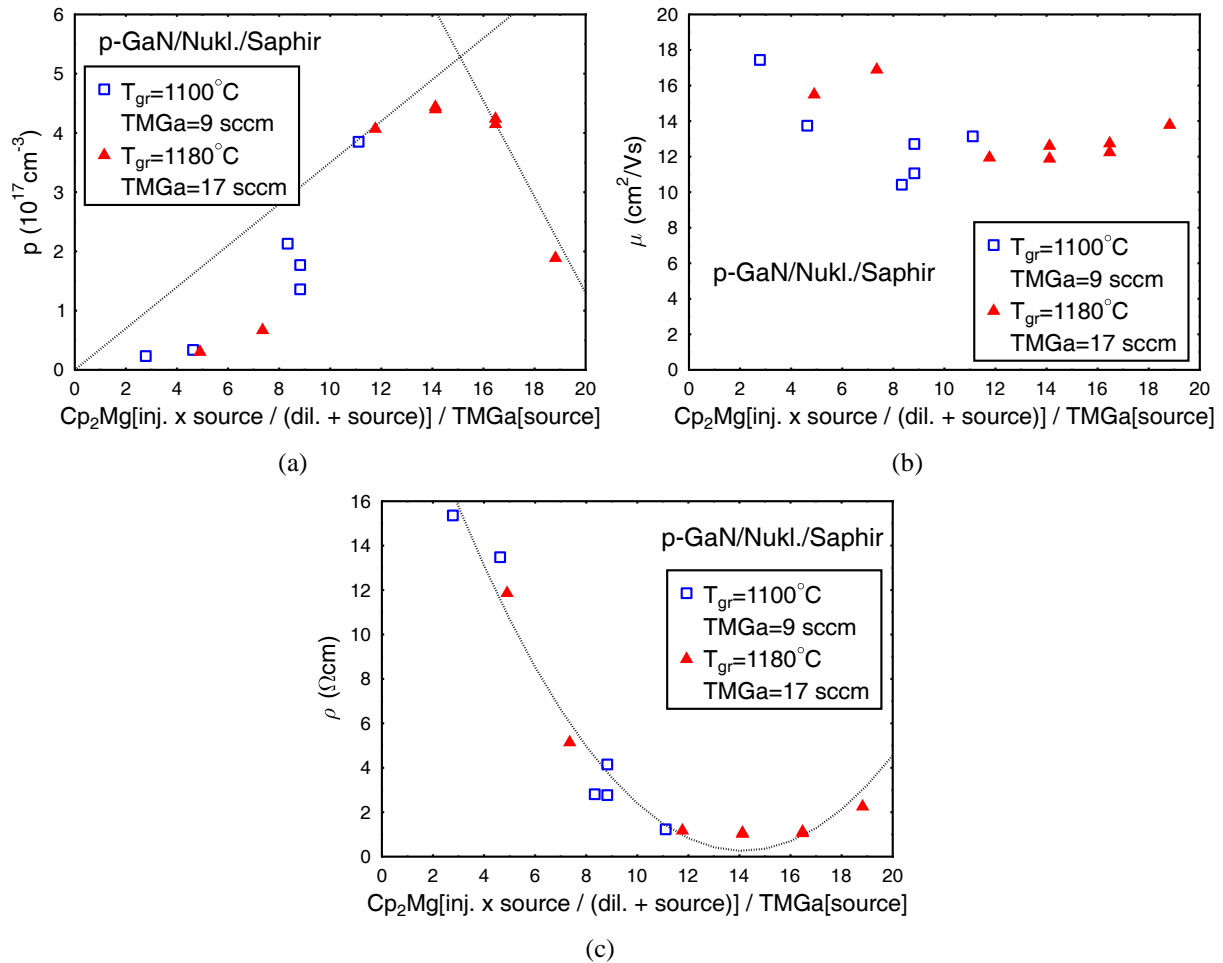 6
5
4
3
2
1
0
p (10^17 cm^-3)
p-GaN/Nukl./Saphir
T_gr=1100°C
TMGa=9 sccm
T_gr=1180°C
TMGa=17 sccm
0 2 4 6 8 10 12 14 16 18 20
Cp_2Mg[inj. x source / (dil. + source)] / TMGa[source]
(a)
20
18
16
14
12
10
8
6
4
2
0
μ (cm^2/Vs)
p-GaN/Nukl./Saphir
T_gr=1100°C
TMGa=9 sccm
T_gr=1180°C
TMGa=17 sccm
0 2 4 6 8 10 12 14 16 18 20
Cp_2Mg[inj. x source / (dil. + source)] / TMGa[source]
(b)
16
14
12
10
8
6
4
2
0
ρ (Ωcm)
p-GaN/Nukl./Saphir
T_gr=1100°C
TMGa=9 sccm
T_gr=1180°C
TMGa=17 sccm
0 2 4 6 8 10 12 14 16 18 20
Cp_2Mg[inj. x source / (dil. + source)] / TMGa[source]
(c)